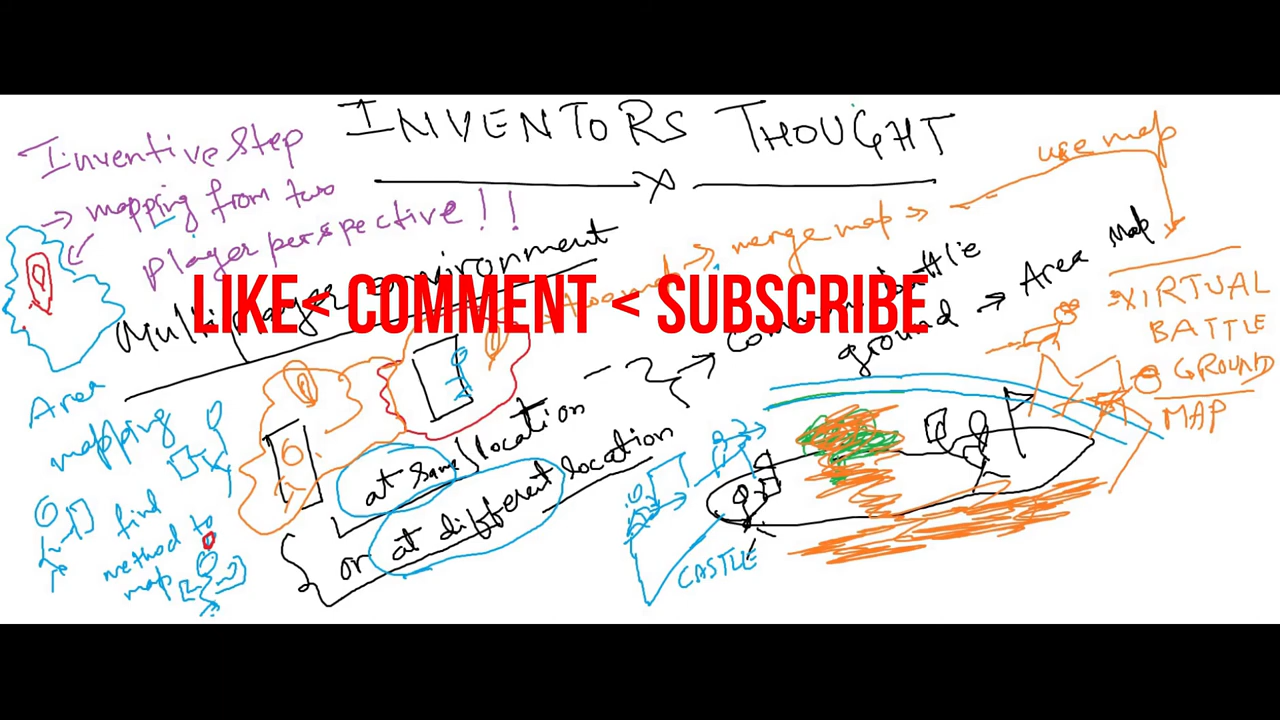 INVENTORS THOUGHT
Inventive Step
→ mapping from two
player perspective!!
Multiplayer environment
→ merge map →
use map
LIKE< COMMENT < SUBSCRIBE
Common battle
ground → Area Map
VIRTUAL
BATTLE
GROUND
MAP
Area
mapping
find
method to
map
at same location
or at different location
CASTLE